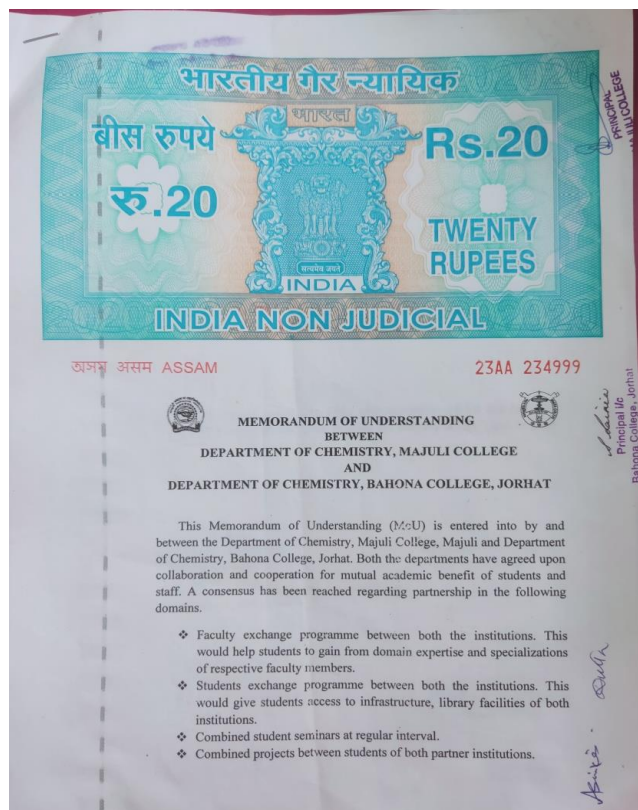 भारतीय गैर न्यायिक
भारत
बीस रुपये
Rs.20
रु.20
TWENTY
RUPEES
सत्यमेव जयते
INDIA
INDIA NON JUDICIAL
অসম असम ASSAM
23AA 234999
PRINCIPAL
MAJULI COLLEGE
Principal i/c
Bahona College, Jorhat
MEMORANDUM OF UNDERSTANDING
BETWEEN
DEPARTMENT OF CHEMISTRY, MAJULI COLLEGE
AND
DEPARTMENT OF CHEMISTRY, BAHONA COLLEGE, JORHAT
This Memorandum of Understanding (MoU) is entered into by and
between the Department of Chemistry, Majuli College, Majuli and Department
of Chemistry, Bahona College, Jorhat. Both the departments have agreed upon
collaboration and cooperation for mutual academic benefit of students and
staff. A consensus has been reached regarding partnership in the following
domains.
❖ Faculty exchange programme between both the institutions. This
would help students to gain from domain expertise and specializations
of respective faculty members.
❖ Students exchange programme between both the institutions. This
would give students access to infrastructure, library facilities of both
institutions.
❖ Combined student seminars at regular interval.
❖ Combined projects between students of both partner institutions.